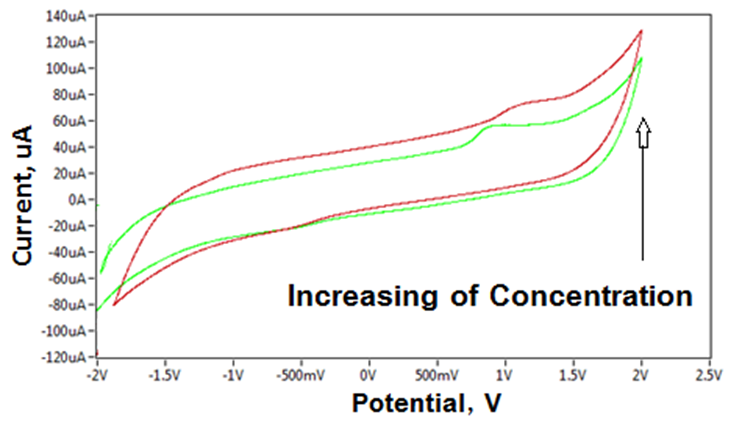 140uA
120uA
100uA
80uA
60uA
40uA
20uA
0A
-20uA
-40uA
-60uA
-80uA
-100uA
-120uA
Current, uA
Increasing of Concentration
-2V -1.5V -1V -500mV 0V 500mV 1V 1.5V 2V 2.5V
Potential, V